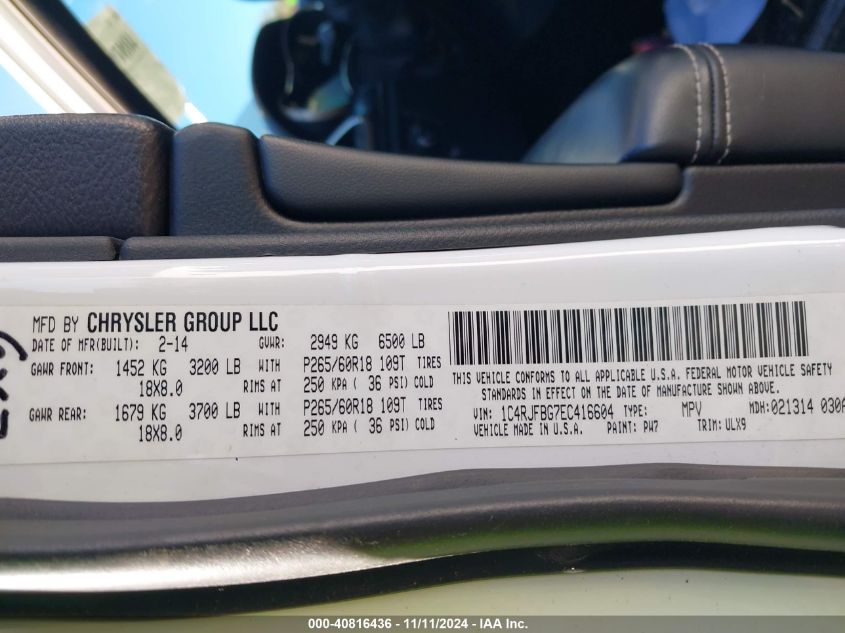 MFD BY CHRYSLER GROUP LLC
DATE OF MFR(BUILT): 2-14 GVWR: 2949 KG 6500 LB
GAWR FRONT: 1452 KG 3200 LB WITH P265/60R18 109T TIRES
18X8.0 RIMS AT 250 KPA ( 36 PSI) COLD
GAWR REAR: 1679 KG 3700 LB WITH P265/60R18 109T TIRES
18X8.0 RIMS AT 250 KPA ( 36 PSI) COLD
THIS VEHICLE CONFORMS TO ALL APPLICABLE U.S.A. FEDERAL MOTOR VEHICLE SAFETY
STANDARDS IN EFFECT ON THE DATE OF MANUFACTURE SHOWN ABOVE.
VIN: 1C4RJFBG7EC416604 TYPE: MPV MDH: 021314 030
VEHICLE MADE IN U.S.A. PAINT: PW7 TRIM: ULX9
000-40816436 - 11/11/2024 - IAA Inc.